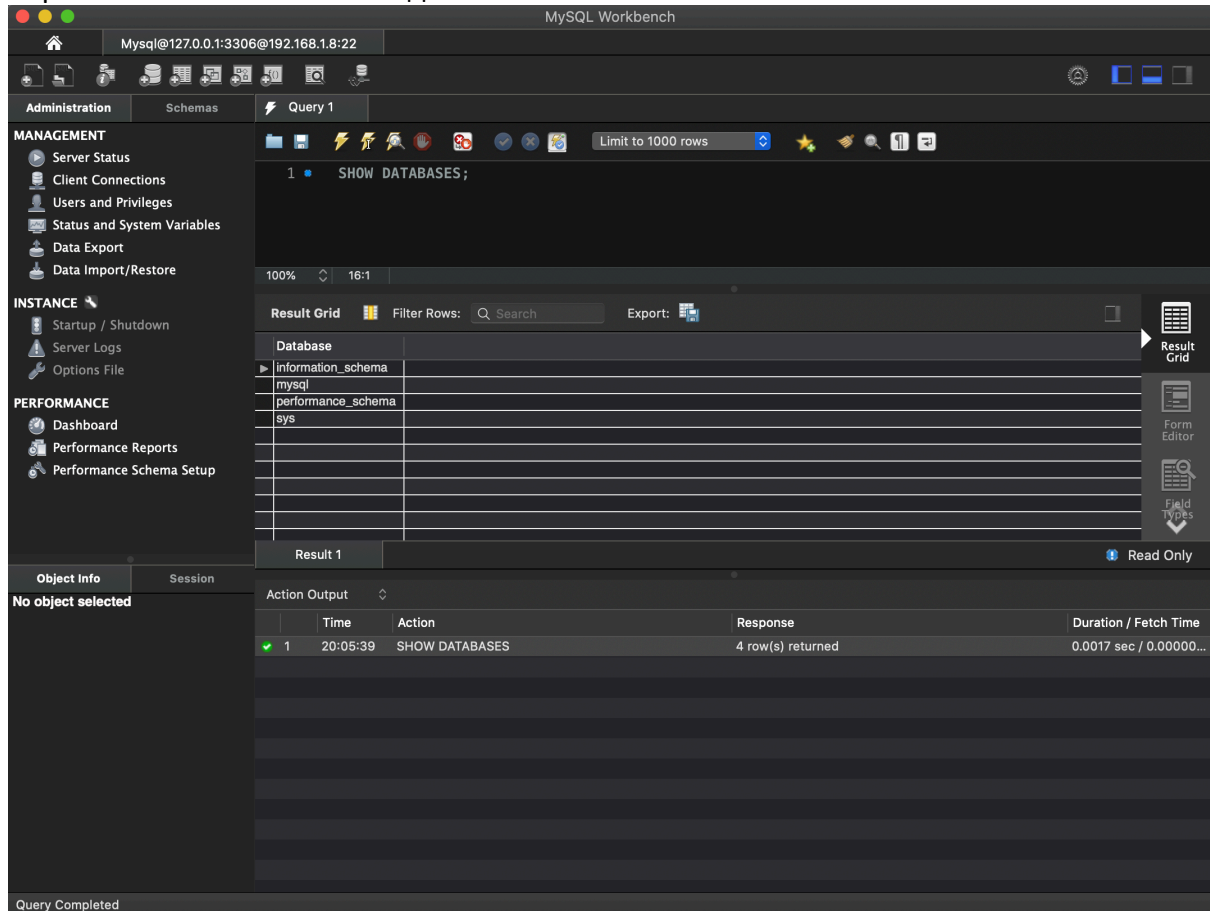 MySQL Workbench
Mysql@127.0.0.1:3306@192.168.1.8:22
Administration Schemas
Query 1
MANAGEMENT
Server Status
Client Connections
Users and Privileges
Status and System Variables
Data Export
Data Import/Restore
INSTANCE
Startup / Shutdown
Server Logs
Options File
PERFORMANCE
Dashboard
Performance Reports
Performance Schema Setup
Limit to 1000 rows
1 SHOW DATABASES;
100% 16:1
Result Grid Filter Rows: Search Export:
Database
information_schema
mysql
performance_schema
sys
Result
Grid
Form
Editor
Field
Types
Result 1 Read Only
Object Info Session
No object selected
Action Output
Time Action Response Duration / Fetch Time
1 20:05:39 SHOW DATABASES 4 row(s) returned 0.0017 sec / 0.00000...
Query Completed